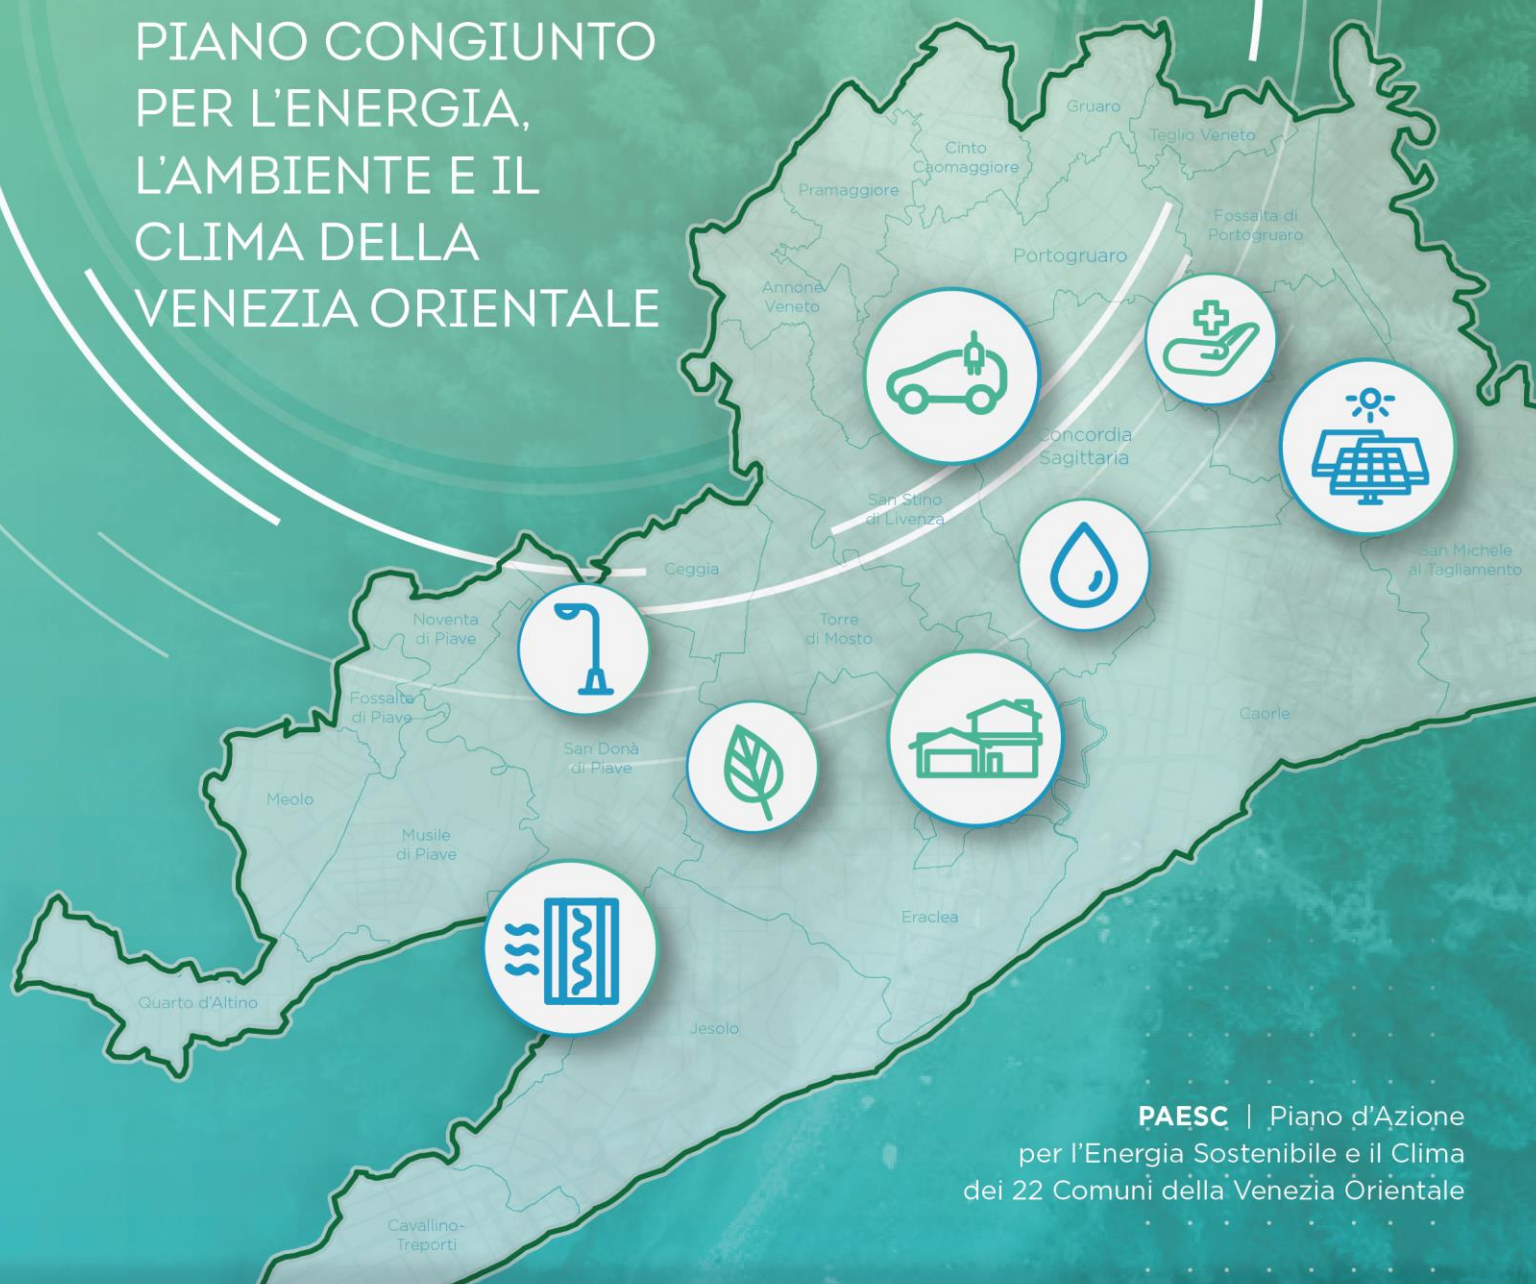 PIANO CONGIUNTO
PER L'ENERGIA,
L'AMBIENTE E IL
CLIMA DELLA
VENEZIA ORIENTALE
Gruaro
Teglio Veneto
Cinto
Caomaggiore
Pramaggiore
Fossalta di
Portogruaro
Portogruaro
Annone
Veneto
Concordia
Sagittaria
San Stino
di Livenza
San Michele
al Tagliamento
Ceggia
Noventa
di Piave
Torre
di Mosto
Fossalta
di Piave
Caorle
San Donà
di Piave
Meolo
Musile
di Piave
Eraclea
Quarto d'Altino
Jesolo
Cavallino-
Treporti
PAESC | Piano d'Azione
per l'Energia Sostenibile e il Clima
dei 22 Comuni della Venezia Orientale